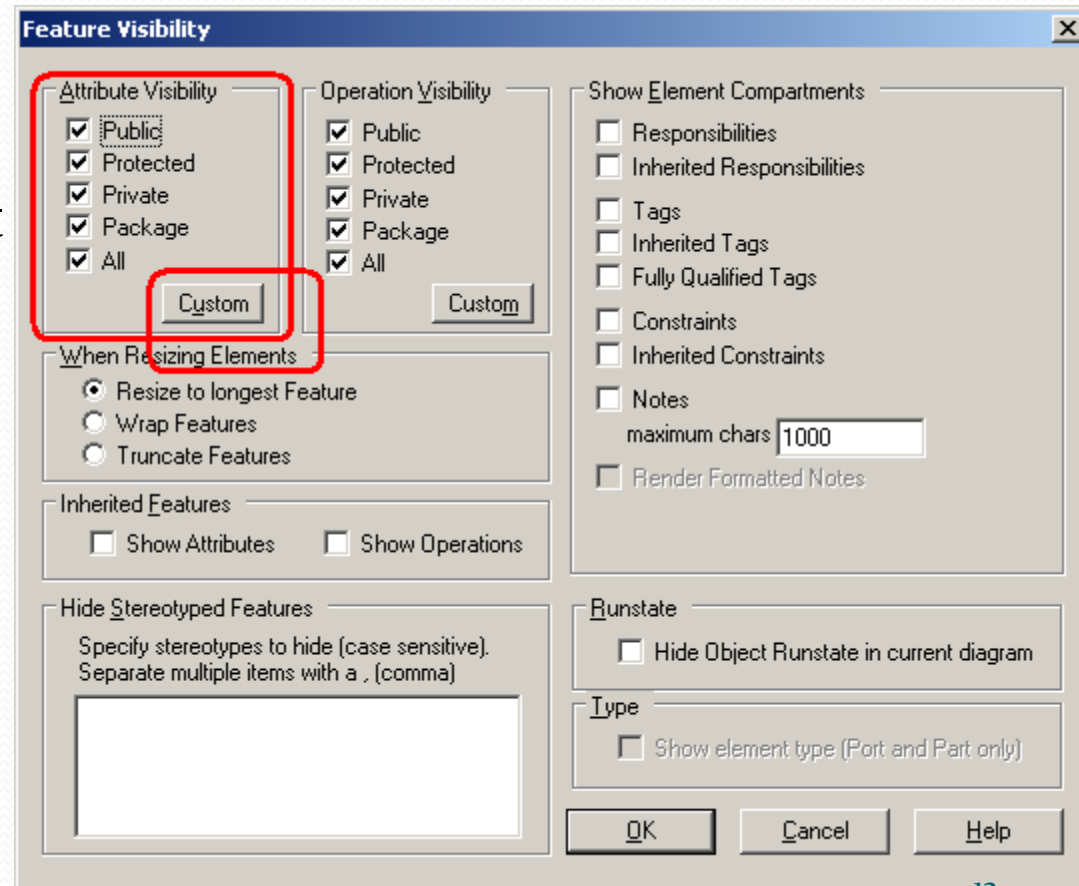 Feature Visibility
Attribute Visibility
Public
Protected
Private
Package
All
Custom
Operation Visibility
Public
Protected
Private
Package
All
Custom
When Resizing Elements
Resize to longest Feature
Wrap Features
Truncate Features
Inherited Features
Show Attributes
Show Operations
Hide Stereotyped Features
Specify stereotypes to hide (case sensitive).
Separate multiple items with a , (comma)
Show Element Compartments
Responsibilities
Inherited Responsibilities
Tags
Inherited Tags
Fully Qualified Tags
Constraints
Inherited Constraints
Notes
maximum chars 1000
Render Formatted Notes
Runstate
Hide Object Runstate in current diagram
Type
Show element type (Port and Part only)
OK
Cancel
Help